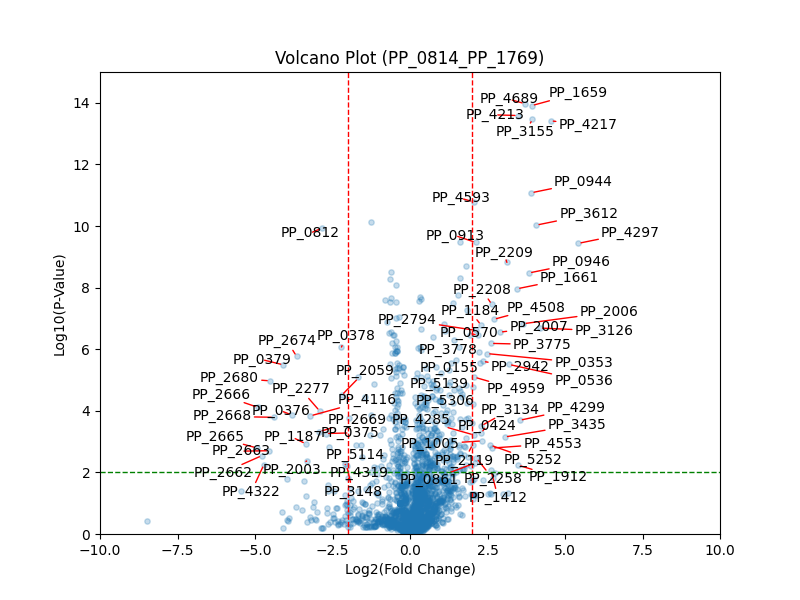 Volcano Plot (PP_0814_PP_1769)
Log10(P-Value)
14
12
10
8
6
4
2
0
PP_1659
PP_4689
PP_4213
PP_4217
PP_3155
PP_0944
PP_4593
PP_3612
PP_0812
PP_0913
PP_4297
PP_2209
PP_0946
PP_1661
PP_2208
PP_1184
PP_4508
PP_2006
PP_2794
PP_0570
PP_2007
PP_3126
PP_2674
PP_0378
PP_3778
PP_3775
PP_0379
PP_0155
PP_2942
PP_0353
PP_2680
PP_2059
PP_5139
PP_4959
PP_0536
PP_2666
PP_2277
PP_4116
PP_5306
PP_2668
PP_0376
PP_2669
PP_4285
PP_3134
PP_4299
PP_2665
PP_1187
PP_0375
PP_0424
PP_3435
PP_2663
PP_5114
PP_1005
PP_4553
PP_2662
PP_2003
PP_4319
PP_2119
PP_5252
PP_4322
PP_3148
PP_0861
PP_2258
PP_1912
PP_1412
−10.0 −7.5 −5.0 −2.5 0.0 2.5 5.0 7.5 10.0
Log2(Fold Change)